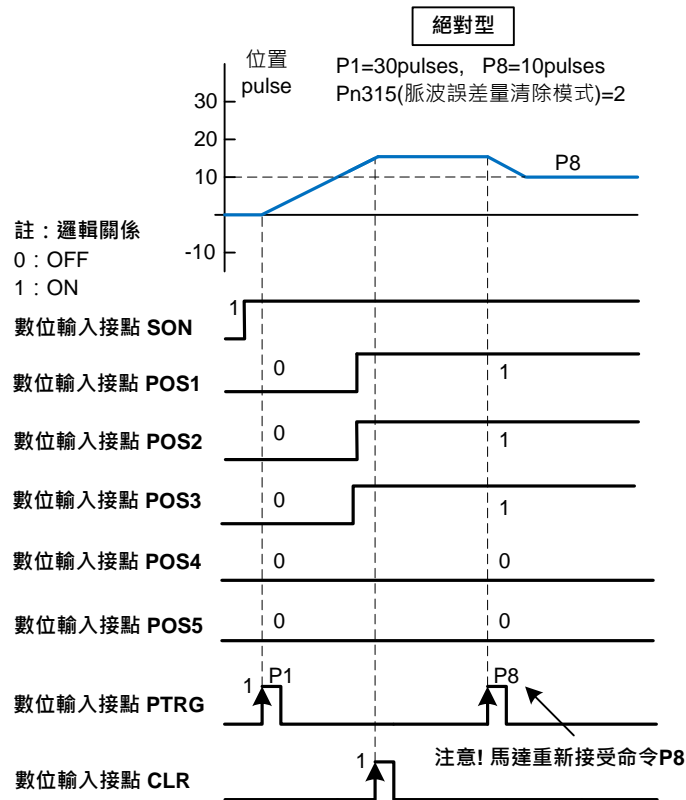 絕對型
位置
pulse
P1=30pulses, P8=10pulses
Pn315(脈波誤差量清除模式)=2
30
20
10
P8
-10
註：邏輯關係
0：OFF
1：ON
數位輸入接點 SON
1
數位輸入接點 POS1
0
1
數位輸入接點 POS2
0
1
數位輸入接點 POS3
0
1
數位輸入接點 POS4
0
0
數位輸入接點 POS5
0
0
數位輸入接點 PTRG
1
P1
P8
注意! 馬達重新接受命令P8
數位輸入接點 CLR
1